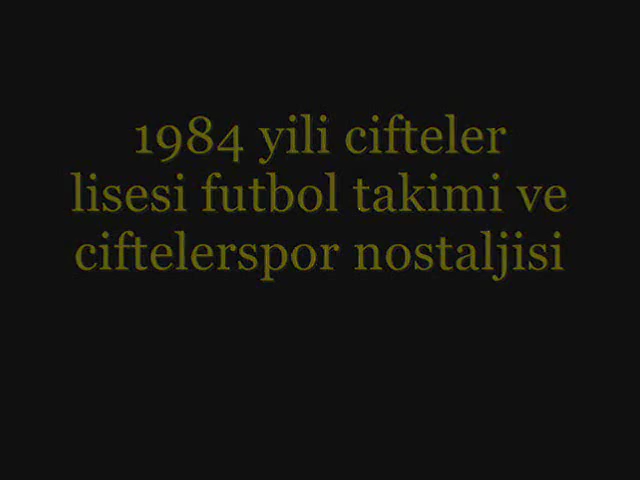 1984 yili cifteler
lisesi futbol takimi ve
ciftelerspor nostaljisi